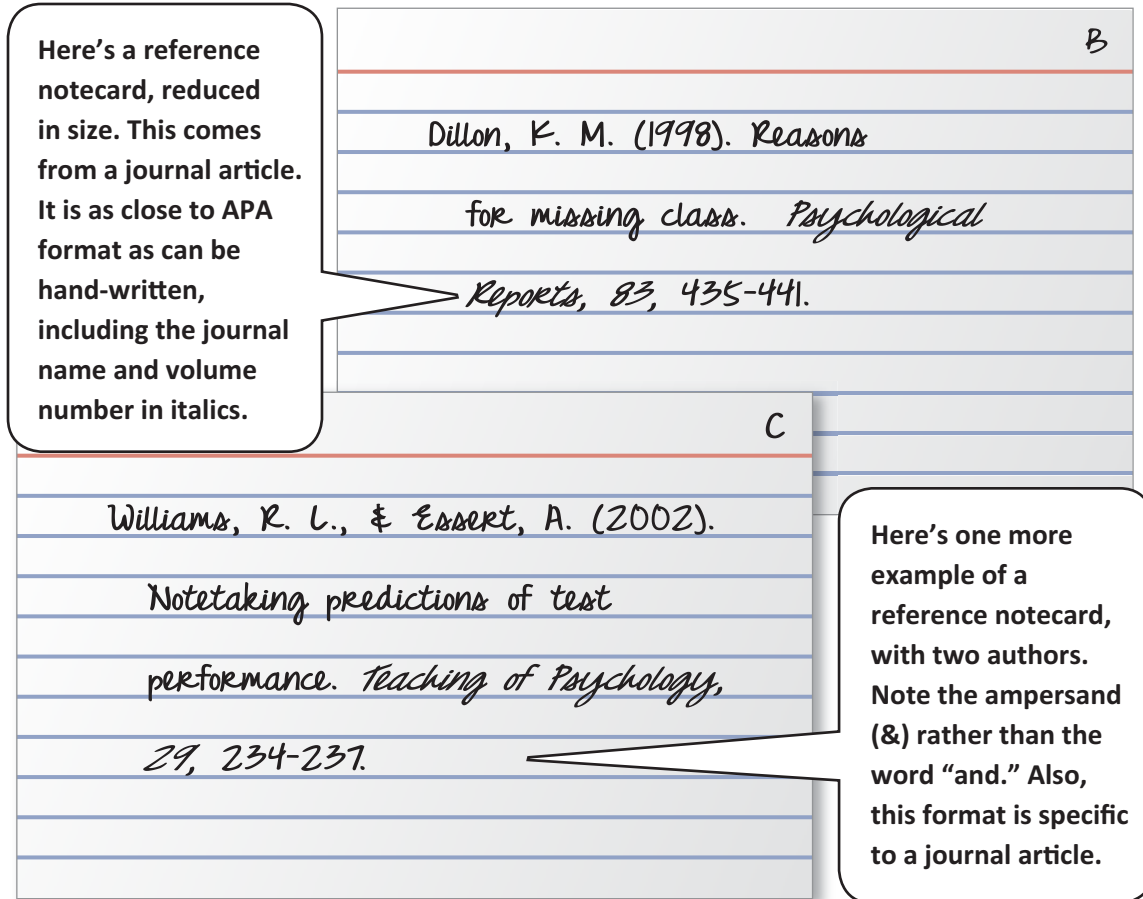 Here’s a reference
notecard, reduced
in size. This comes
from a journal article.
It is as close to APA
format as can be
hand-written,
including the journal
name and volume
number in italics.
B
Dillon, K. M. (1998). Reasons
for missing class. Psychological
Reports, 83, 435-441.
C
Williams, R. L., & Essert, A. (2002).
Notetaking predictions of test
performance. Teaching of Psychology,
29, 234-237.
Here’s one more
example of a
reference notecard,
with two authors.
Note the ampersand
(&) rather than the
word “and.” Also,
this format is specific
to a journal article.